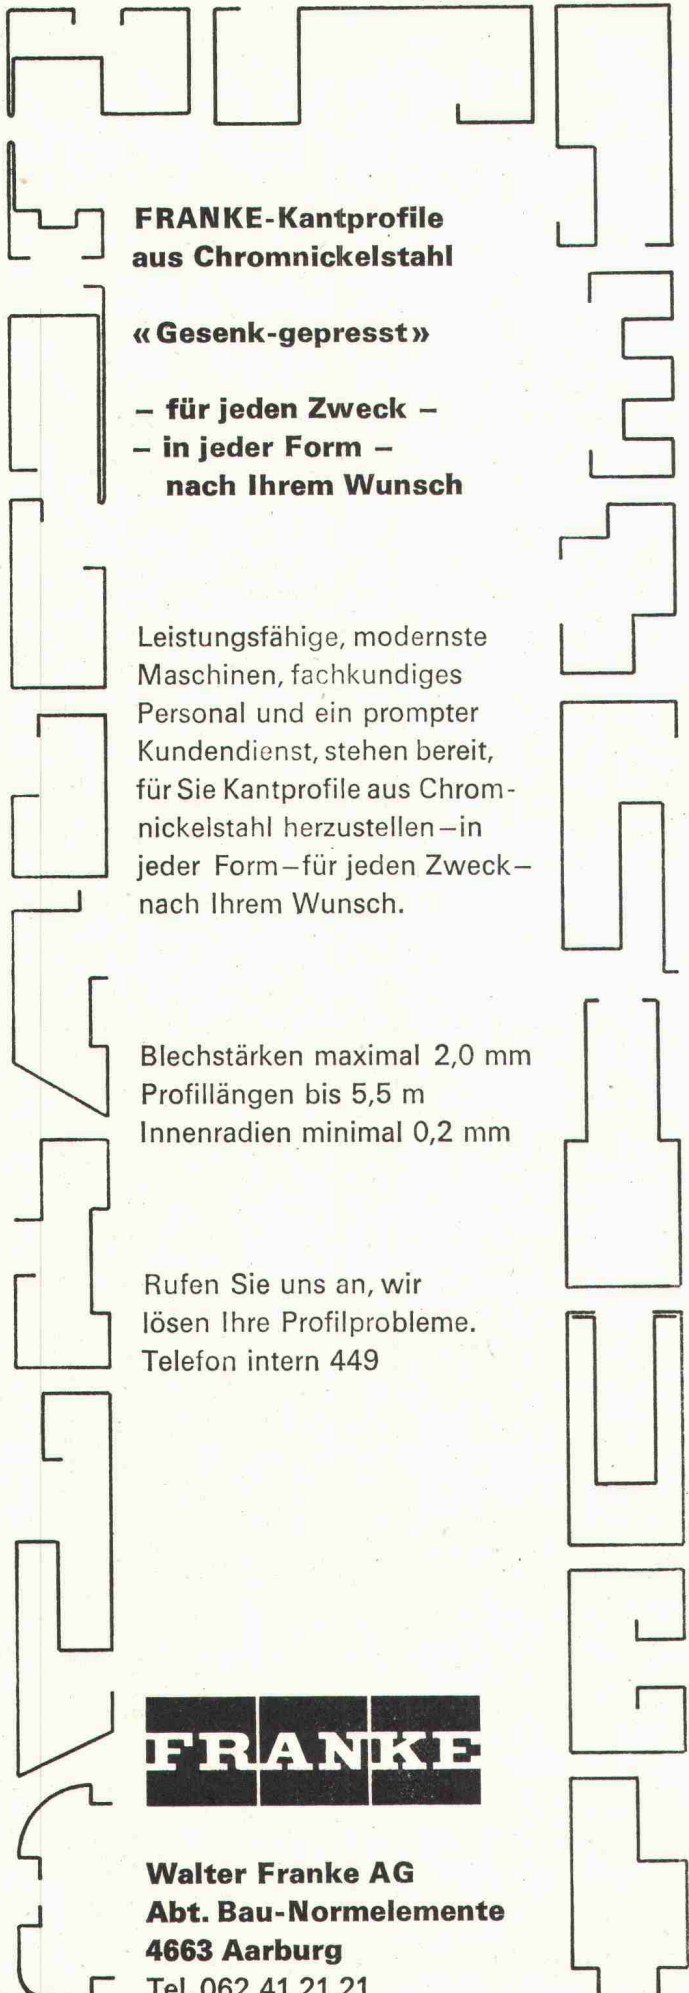 FRANKE-Kantprofile
aus Chromnickelstahl
«Gesenk-gepresst»
– für jeden Zweck –
– in jeder Form –
nach Ihrem Wunsch
Leistungsfähige, modernste
Maschinen, fachkundiges
Personal und ein prompter
Kundendienst, stehen bereit,
für Sie Kantprofile aus Chrom-
nickelstahl herzustellen–in
jeder Form–für jeden Zweck–
nach Ihrem Wunsch.
Blechstärken maximal 2,0 mm
Profillängen bis 5,5 m
Innenradien minimal 0,2 mm
Rufen Sie uns an, wir
lösen Ihre Profilprobleme.
Telefon intern 449
FRANKE
Walter Franke AG
Abt. Bau-Normelemente
4663 Aarburg
Tel. 062 41 21 21